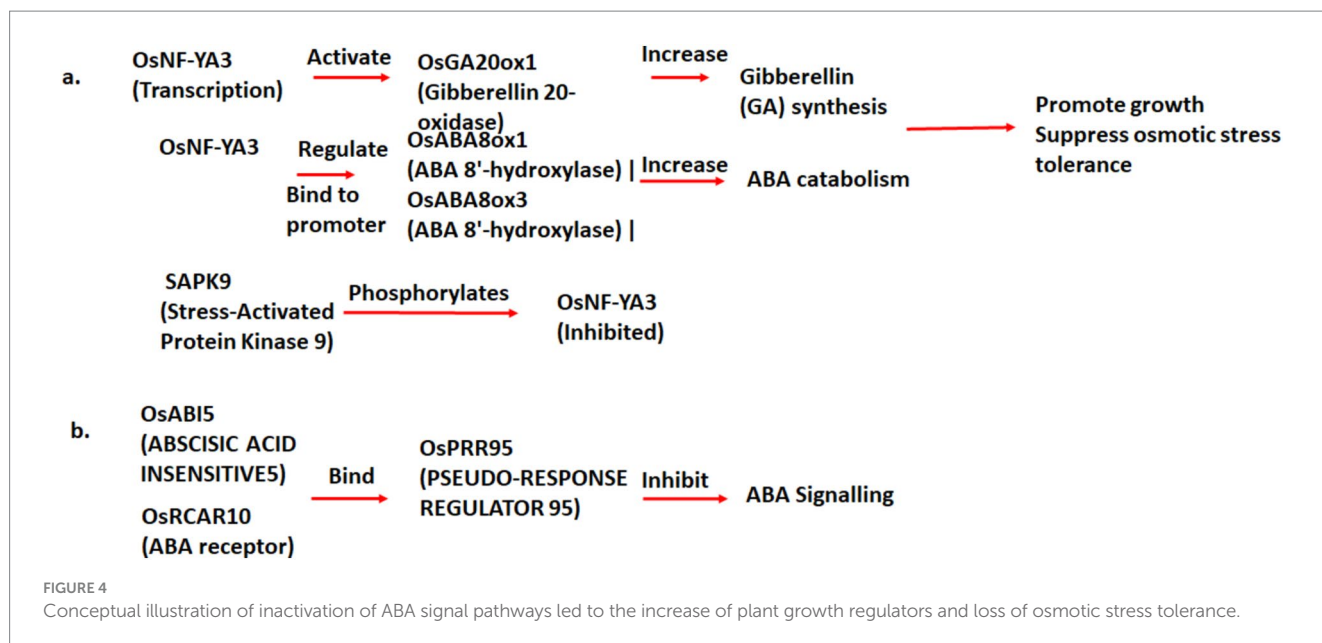 a.
OsNF-YA3
(Transcription)
Activate
OsGA20ox1
(Gibberellin 20-
oxidase)
Increase
Gibberellin
(GA) synthesis
Promote growth
Suppress osmotic stress
tolerance
OsNF-YA3
Regulate
Bind to
promoter
OsABA8ox1
(ABA 8'-hydroxylase) |
OsABA8ox3
(ABA 8'-hydroxylase) |
Increase
ABA catabolism
SAPK9
(Stress-Activated
Protein Kinase 9)
Phosphorylates
OsNF-YA3
(Inhibited)
b.
OsABI5
(ABSCISIC ACID
INSENSITIVE5)
OsRCAR10
(ABA receptor)
Bind
OsPRR95
(PSEUDO-RESPONSE
REGULATOR 95)
Inhibit
ABA Signalling
FIGURE 4
Conceptual illustration of inactivation of ABA signal pathways led to the increase of plant growth regulators and loss of osmotic stress tolerance.